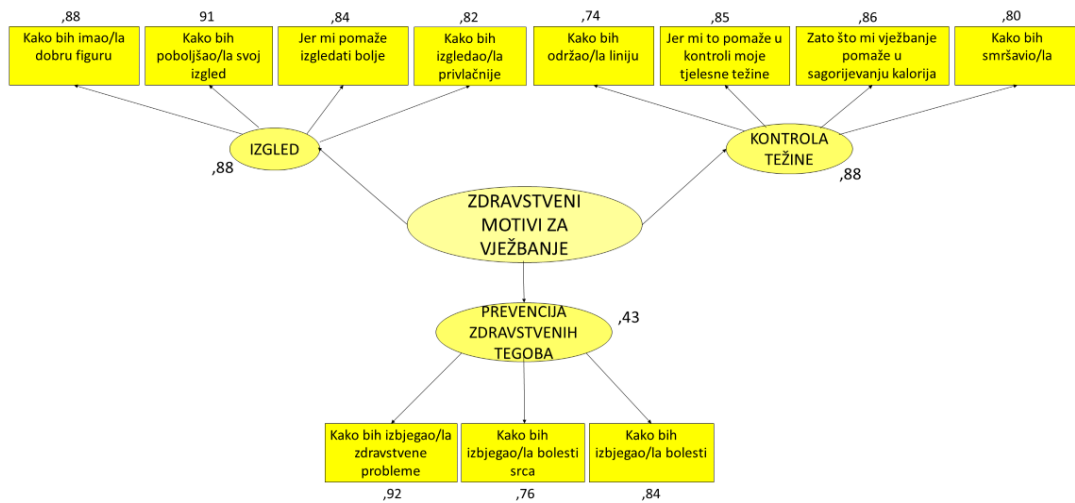 ,88
91
,84
,82
,74
,85
,86
,80
Kako bih imao/la
dobru figuru
Kako bih
poboljšao/la svoj
izgled
Jer mi pomaže
izgledati bolje
Kako bih
izgledao/la
privlačnije
Kako bih
održao/la liniju
Jer mi to pomaže u
kontroli moje
tjelesne težine
Zato što mi vježbanje
pomaže u
sagorijevanju kalorija
Kako bih
smršavio/la
IZGLED
,88
KONTROLA
TEŽINE
,88
ZDRAVSTVENI
MOTIVI ZA
VJEŽBANJE
PREVENCIJA
ZDRAVSTVENIH
TEGOBA
,43
Kako bih izbjegao/la
zdravstvene
probleme
Kako bih
izbjegao/la bolesti
srca
Kako bih
izbjegao/la bolesti
,92
,76
,84